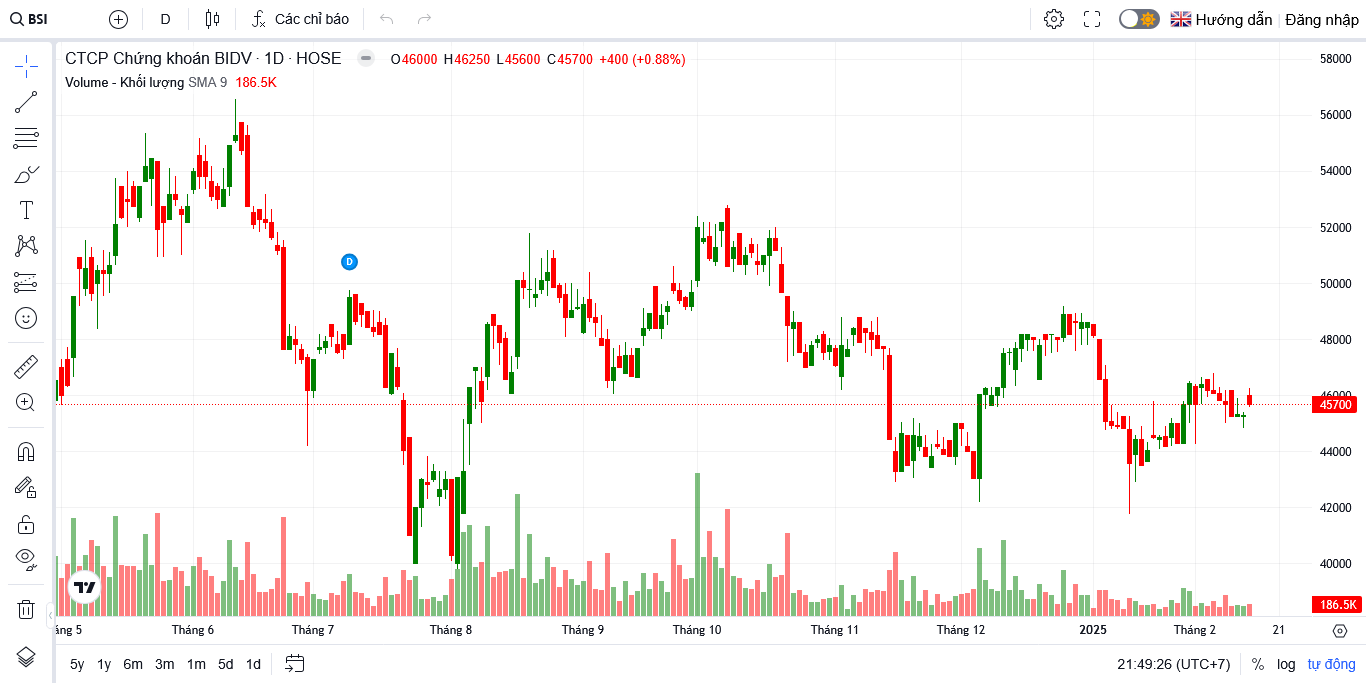 BSI D Các chỉ báo Hướng dẫn Đăng nhập
CTCP Chứng khoán BIDV · 1D · HOSE O46000 H46250 L45600 C45700 +400 (+0.88%)
Volume - Khối lượng SMA 9 186.5K
58000
56000
54000
52000
D
50000
48000
46000
45700
44000
42000
40000
186.5K
áng 5 Tháng 6 Tháng 7 Tháng 8 Tháng 9 Tháng 10 Tháng 11 Tháng 12 2025 Tháng 2 21
5y 1y 6m 3m 1m 5d 1d 21:49:26 (UTC+7) % log tự động